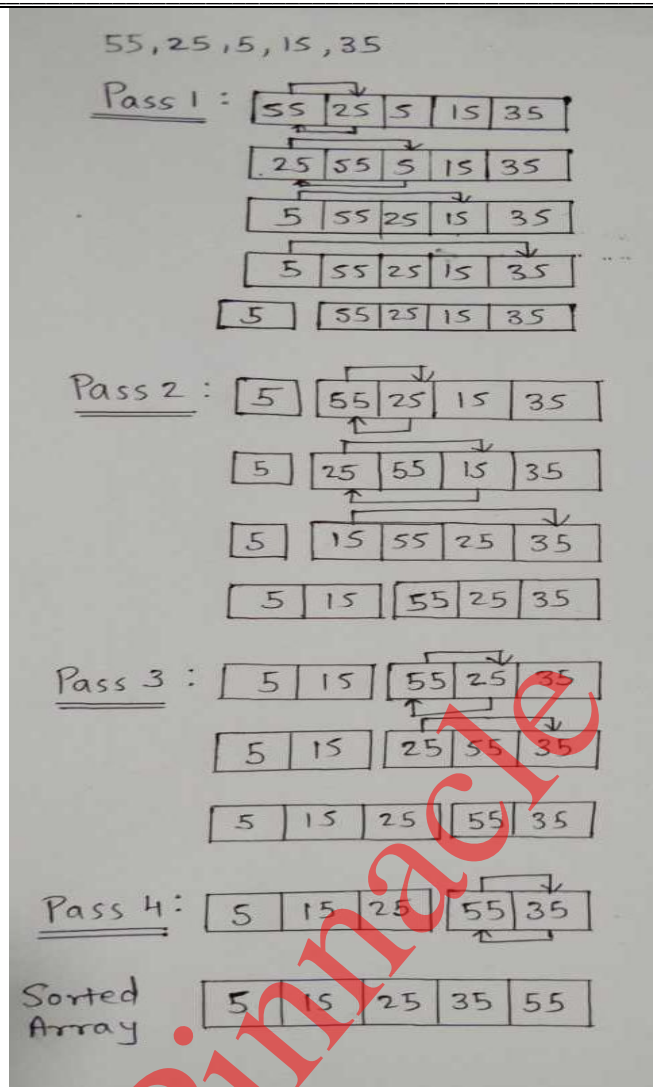 55, 25, 5, 15, 35
Pass 1 : 55 25 5 15 35
25 55 5 15 35
5 55 25 15 35
5 55 25 15 35
5 55 25 15 35
Pass 2 : 5 55 25 15 35
5 25 55 15 35
5 15 55 25 35
5 15 55 25 35
Pass 3 : 5 15 55 25 35
5 15 25 55 35
5 15 25 55 35
Pass 4 : 5 15 25 55 35
Sorted Array 5 15 25 35 55
Pinnacle